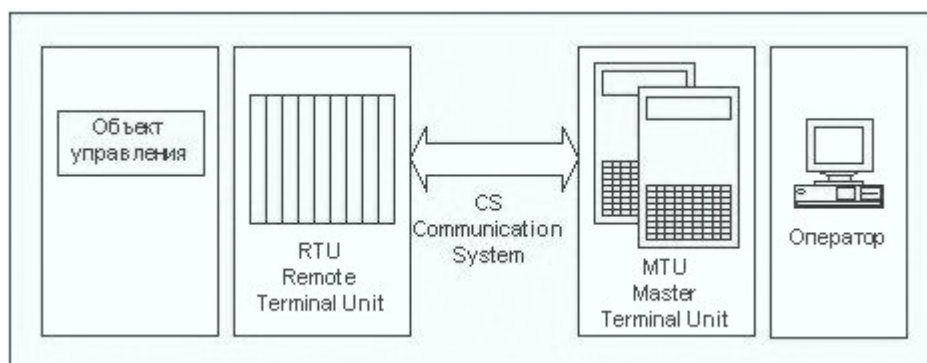 Объект
управления
RTU
Remote
Terminal Unit
CS
Communication
System
MTU
Master
Terminal Unit
Оператор